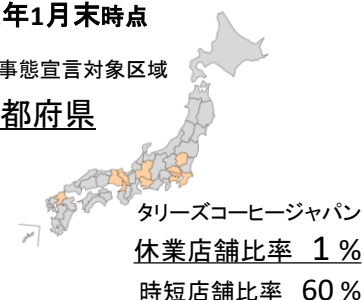 年1月末時点
事態宣言対象区域
都府県
タリーズコーヒージャパン
休業店舗比率 1 %
時短店舗比率 60 %